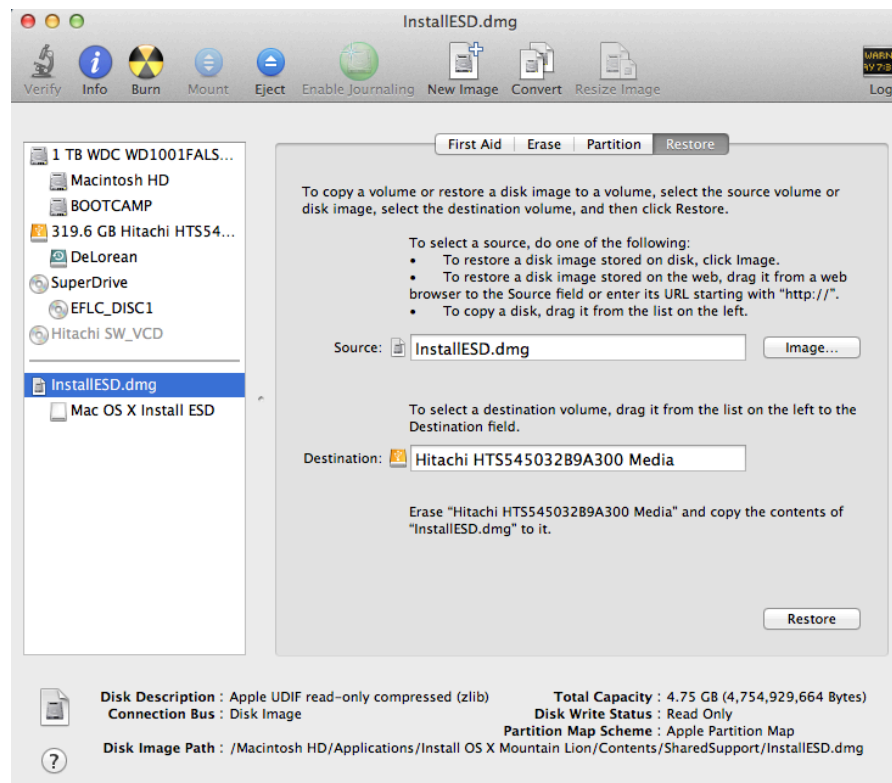 InstallESD.dmg
Verify Info Burn Mount Eject Enable Journaling New Image Convert Resize Image Log
WARN
First Aid Erase Partition Restore
1 TB WDC WD1001FALS...
Macintosh HD
BOOTCAMP
319.6 GB Hitachi HTS54...
DeLorean
SuperDrive
EFLC_DISC1
Hitachi SW_VCD
InstallESD.dmg
Mac OS X Install ESD
To copy a volume or restore a disk image to a volume, select the source volume or
disk image, select the destination volume, and then click Restore.
To select a source, do one of the following:
• To restore a disk image stored on disk, click Image.
• To restore a disk image stored on the web, drag it from a web
browser to the Source field or enter its URL starting with “http://”.
• To copy a disk, drag it from the list on the left.
Source: InstallESD.dmg Image...
To select a destination volume, drag it from the list on the left to the
Destination field.
Destination: Hitachi HTS545032B9A300 Media
Erase “Hitachi HTS545032B9A300 Media” and copy the contents of
“InstallESD.dmg” to it.
Restore
Disk Description : Apple UDIF read-only compressed (zlib) Total Capacity : 4.75 GB (4,754,929,664 Bytes)
Connection Bus : Disk Image Disk Write Status : Read Only
Partition Map Scheme : Apple Partition Map
Disk Image Path : /Macintosh HD/Applications/Install OS X Mountain Lion/Contents/SharedSupport/InstallESD.dmg
?